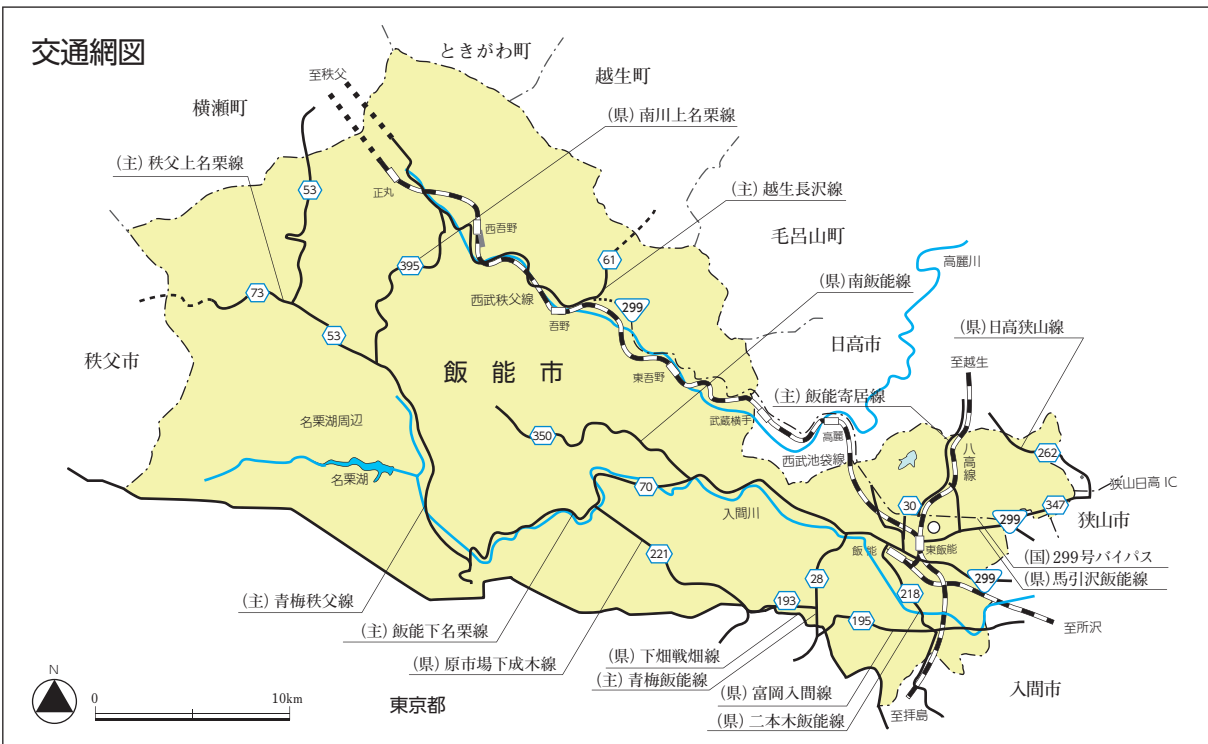 交通網図
ときがわ町
至秩父
越生町
横瀬町
(県)南川上名栗線
(主)秩父上名栗線
53
正丸
(主)越生長沢線
西吾野
毛呂山町
高麗川
61
395
(県)南飯能線
73
西武秩父線
299
吾野
(県)日高狭山線
53
日高市
秩父市
至越生
飯能市
東吾野
(主)飯能寄居線
名栗湖周辺
武蔵横手
高麗
350
八高線
262
西武池袋線
名栗湖
狭山日高IC
70
30
347
入間川
299
狭山市
飯能
東飯能
221
(国)299号バイパス
28
299
(県)馬引沢飯能線
218
193
(主)青梅秩父線
195
至所沢
(主)飯能下名栗線
(県)原市場下成木線
(県)下畑戦畑線
(主)青梅飯能線
入間市
(県)富岡入間線
N
0
10km
東京都
至拝島
(県)二本木飯能線